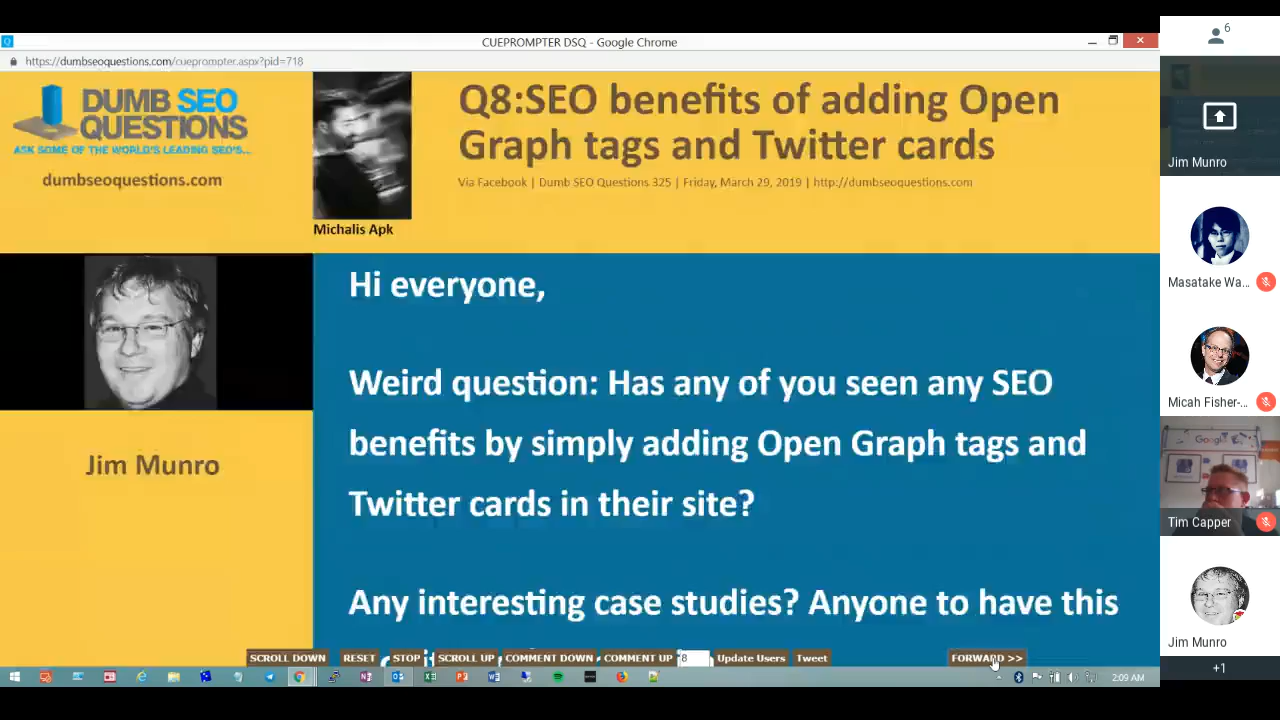 CUEPROMPTER DSQ - Google Chrome
https://dumbseoquestions.com/cueprompter.aspx?pid=718
DUMB SEO
QUESTIONS
ASK SOME OF THE WORLD'S LEADING SEO'S...
dumbseoquestions.com
Michalis Apk
Q8:SEO benefits of adding Open
Graph tags and Twitter cards
Via Facebook | Dumb SEO Questions 325 | Friday, March 29, 2019 | http://dumbseoquestions.com
Jim Munro
Hi everyone,
Weird question: Has any of you seen any SEO
benefits by simply adding Open Graph tags and
Twitter cards in their site?
Any interesting case studies? Anyone to have this
SCROLL DOWN RESET STOP SCROLL UP COMMENT DOWN COMMENT UP 8 Update Users Tweet FORWARD >>
2:09 AM
6
Jim Munro
Masatake Wa...
Micah Fisher-...
Google
Tim Capper
Jim Munro
+1